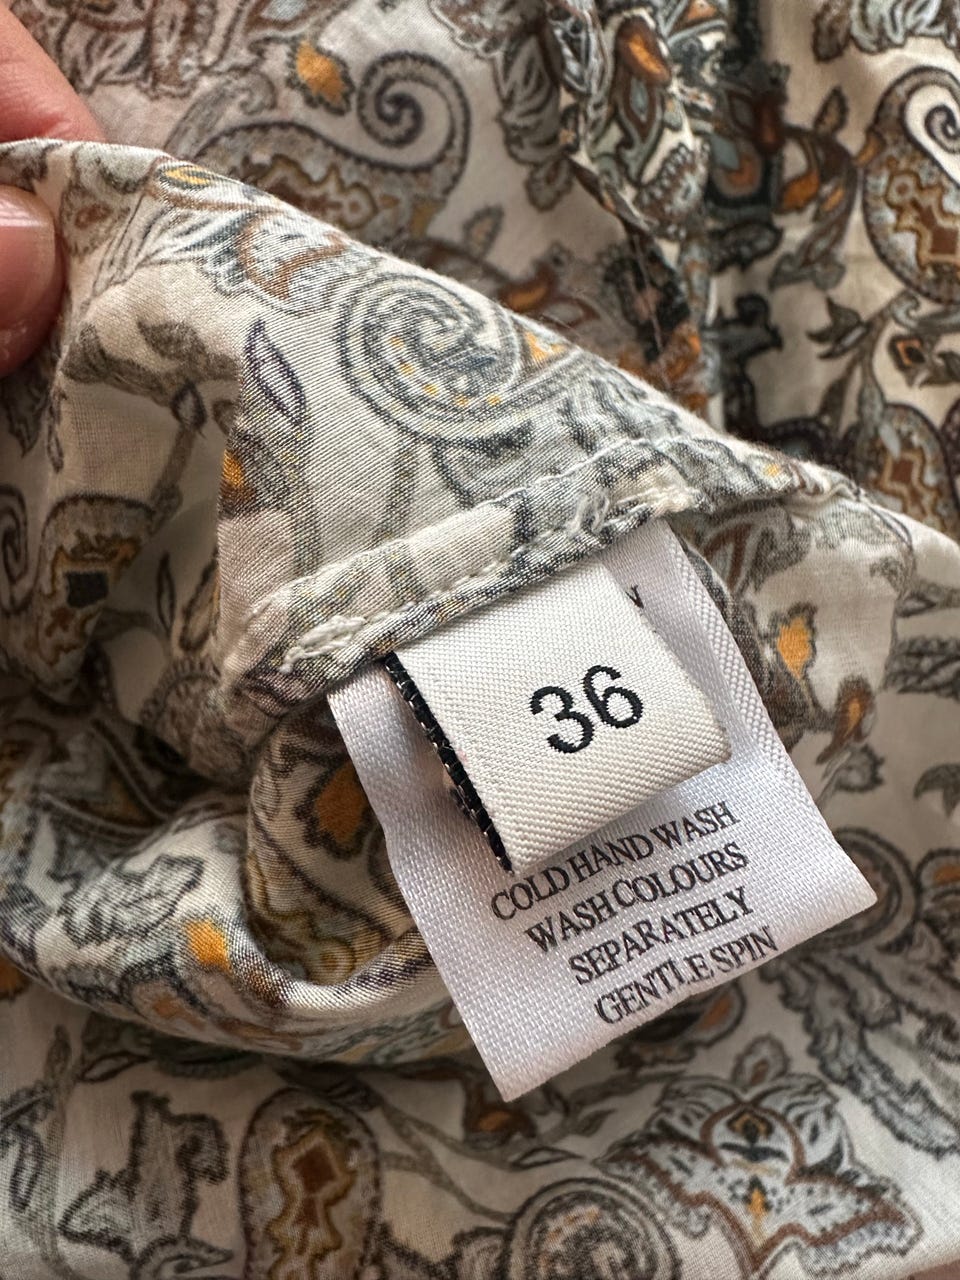 36
COLD HAND WASH
WASH COLOURS
SEPARATELY
GENTLE SPIN